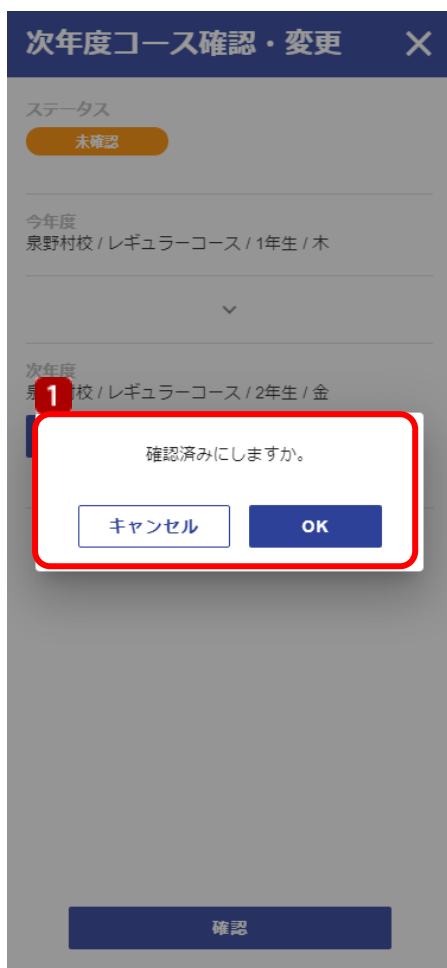 次年度コース確認・変更
ステータス
未確認
今年度
泉野村校 / レギュラーコース / 1年生 / 木
次年度
村校 / レギュラーコース / 2年生 / 金
1
確認済みにしますか。
キャンセル
OK
確認